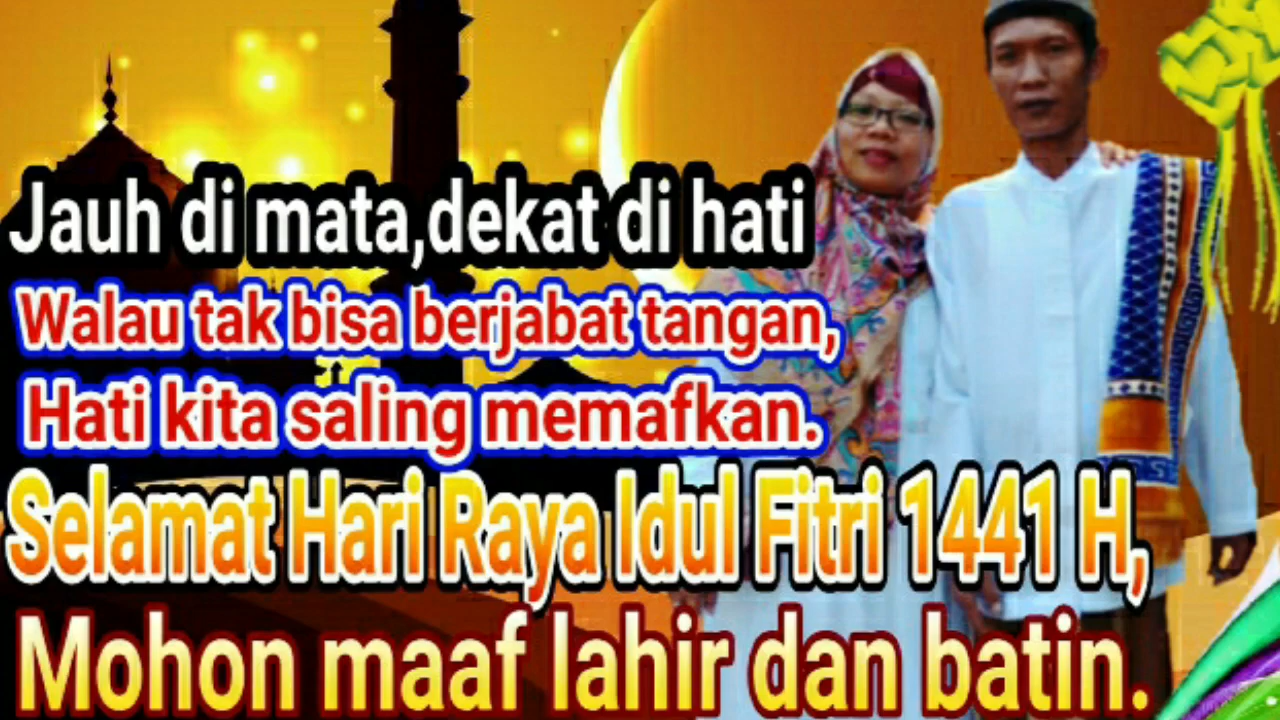 Jauh di mata,dekat di hati
Walau tak bisa berjabat tangan,
Hati kita saling memafkan.
Selamat Hari Raya Idul Fitri 1441 H,
Mohon maaf lahir dan batin.